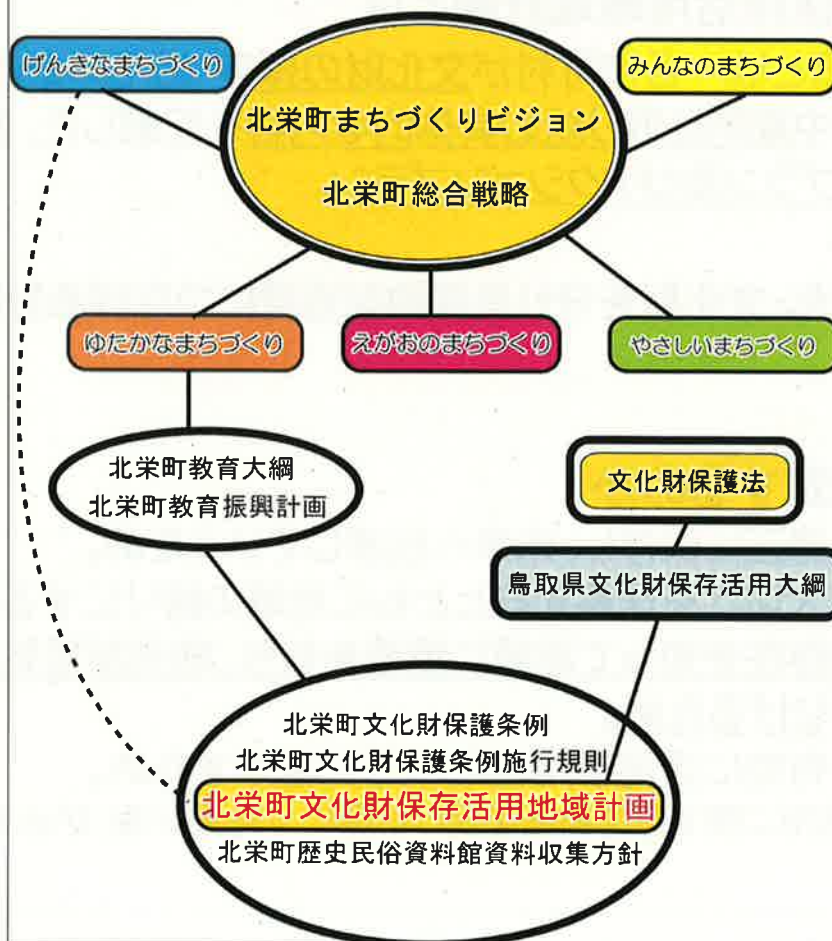 げんきなまちづくり
みんなのまちづくり
北栄町まちづくりビジョン
北栄町総合戦略
ゆたかなまちづくり
えがおのまちづくり
やさしいまちづくり
北栄町教育大綱
北栄町教育振興計画
文化財保護法
鳥取県文化財保存活用大綱
北栄町文化財保護条例
北栄町文化財保護条例施行規則
北栄町文化財保存活用地域計画
北栄町歴史民俗資料館資料収集方針